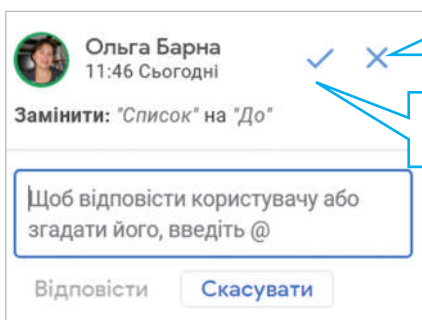 Ольга Барна
11:46 Сьогодні
Замінити: "Список" на "До"
Щоб відповісти користувачу або
згадати його, введіть @
Відповісти Скасувати